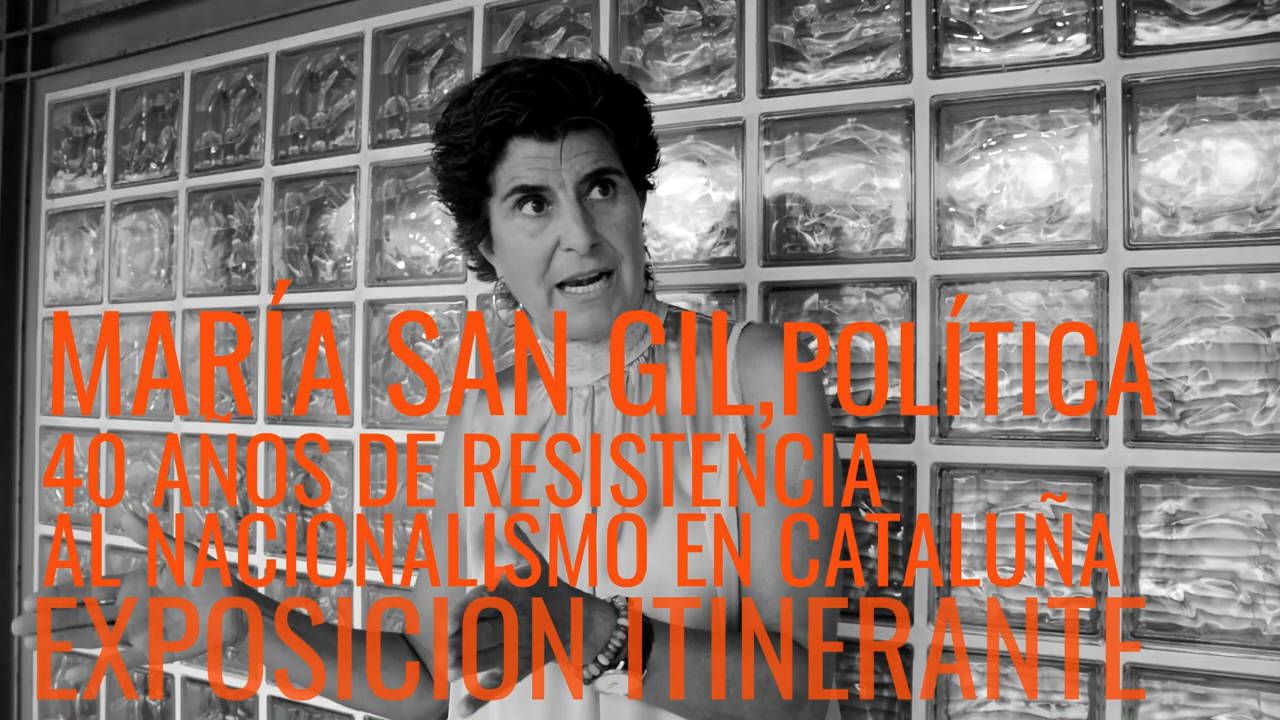 MARÍA SAN GIL,POLÍTICA
40 AÑOS DE RESISTENCIA
AL NACIONALISMO EN CATALUÑA
EXPOSICIÓN ITINERANTE